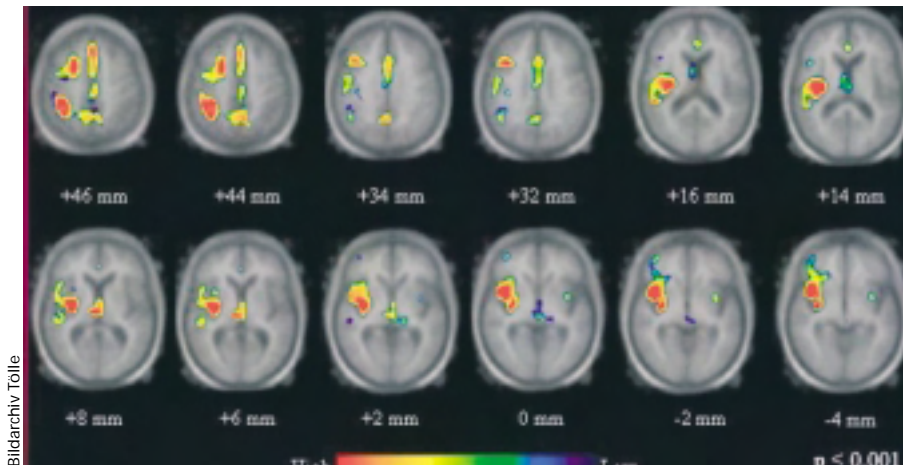 Bildarchiv Tölle
+46 mm
+44 mm
+34 mm
+32 mm
+16 mm
+14 mm
+8 mm
+6 mm
+2 mm
0 mm
-2 mm
-4 mm
High
Low
p < 0.001